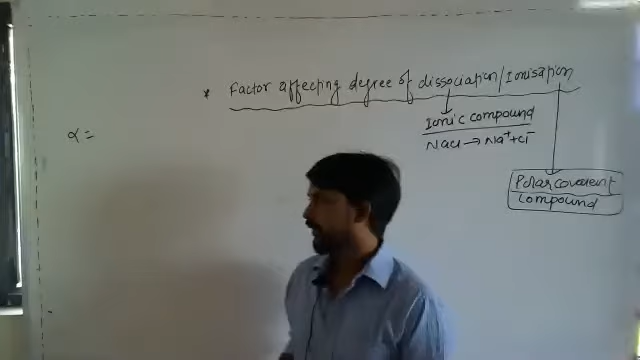 * Factor affecting degree of dissociation/Ionisation
Ionic compound
NaCl → Na⁺ + Cl⁻
α =
Polar covalent
compound